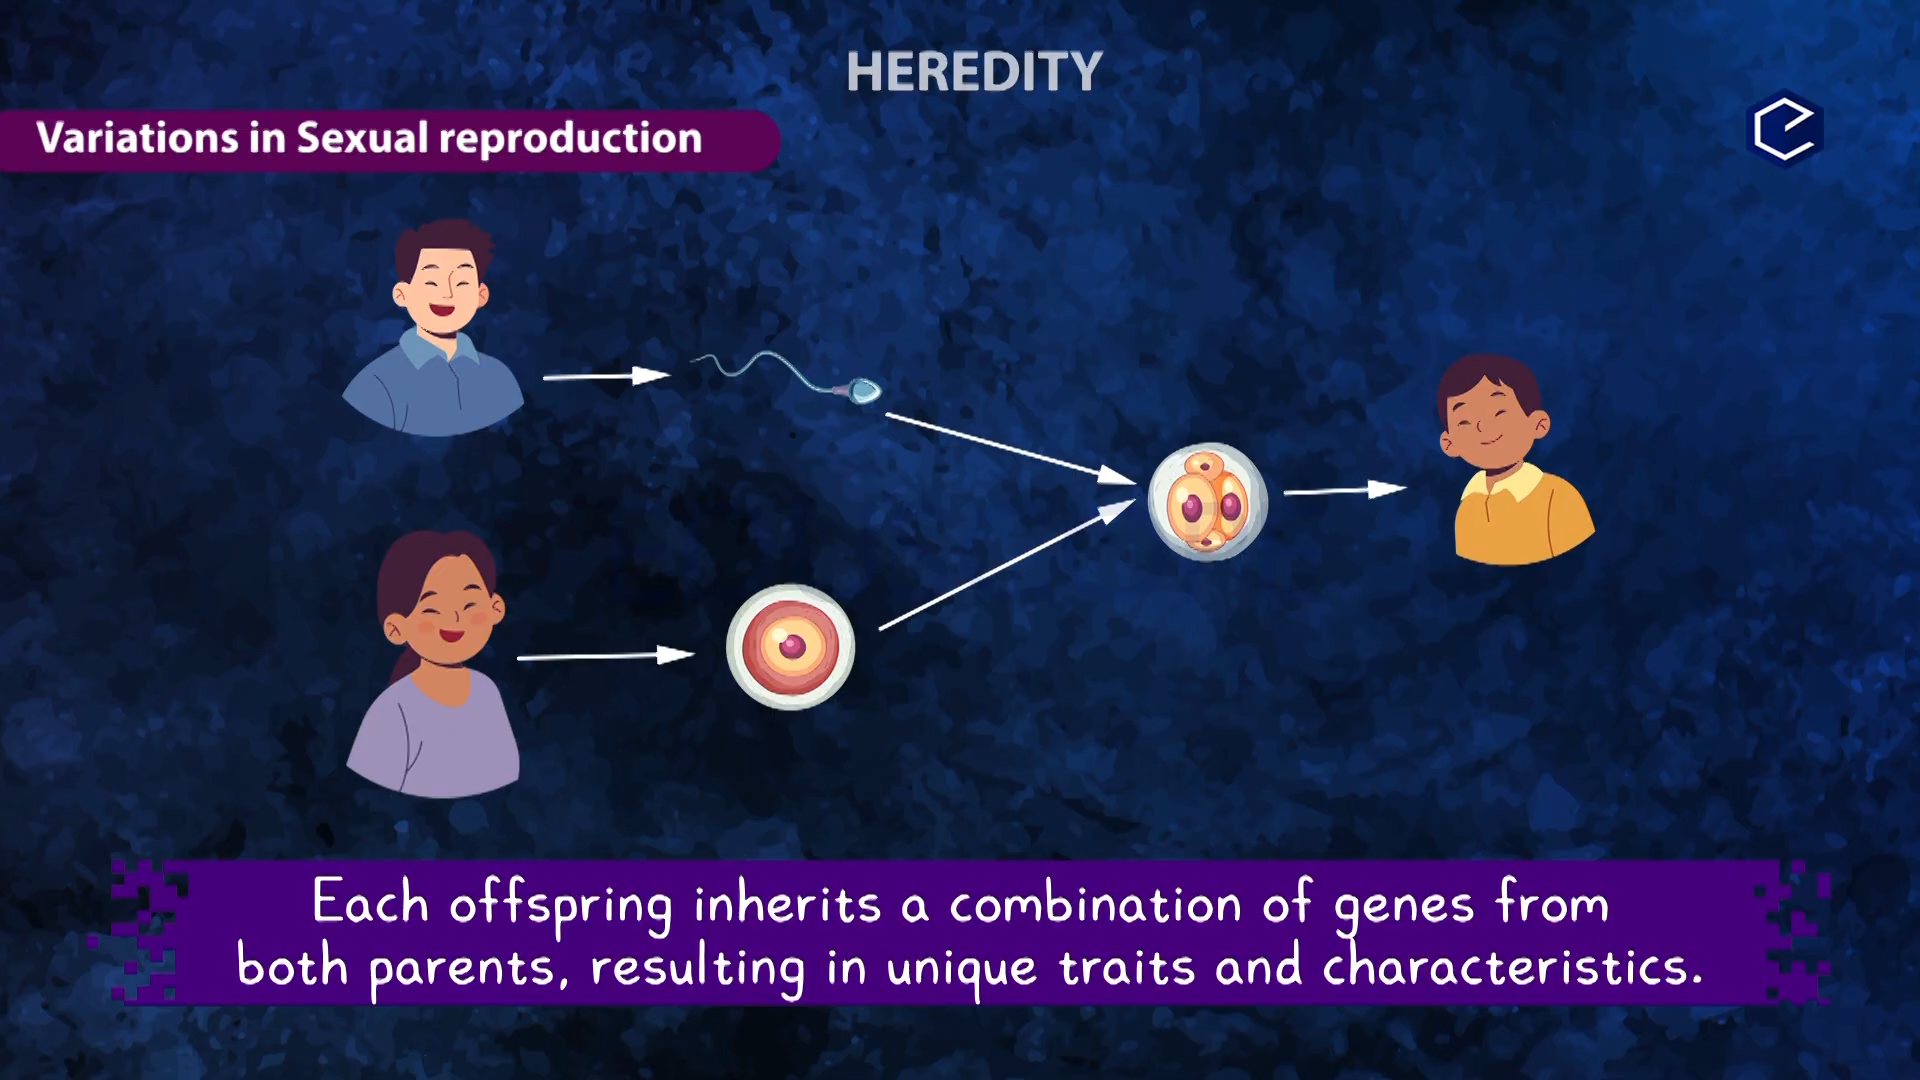 HEREDITY
Variations in Sexual reproduction
Each offspring inherits a combination of genes from
both parents, resulting in unique traits and characteristics.